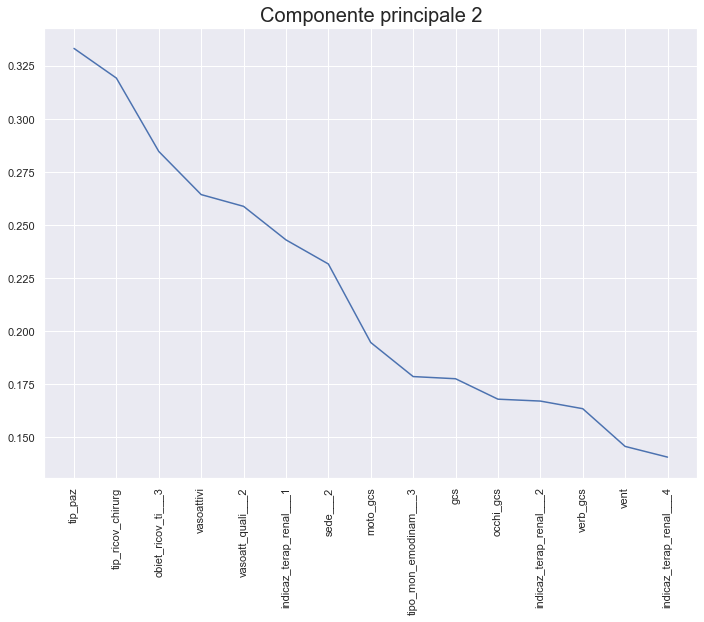 Componente principale 2
0.325
0.300
0.275
0.250
0.225
0.200
0.175
0.150
tip_paz
tip_ricov_chirurg
obiet_ricov_ti___3
vasoattivi
vasoatt_quali___2
indicaz_terap_renal___1
sede___2
moto_gcs
tipo_mon_emodinam___3
gcs
occhi_gcs
indicaz_terap_renal___2
verb_gcs
vent
indicaz_terap_renal___4